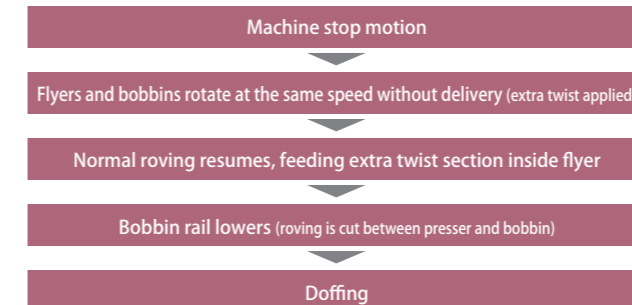 Machine stop motion
Flyers and bobbins rotate at the same speed without delivery (extra twist applied
Normal roving resumes, feeding extra twist section inside flyer
Bobbin rail lowers (roving is cut between presser and bobbin)
Doffing